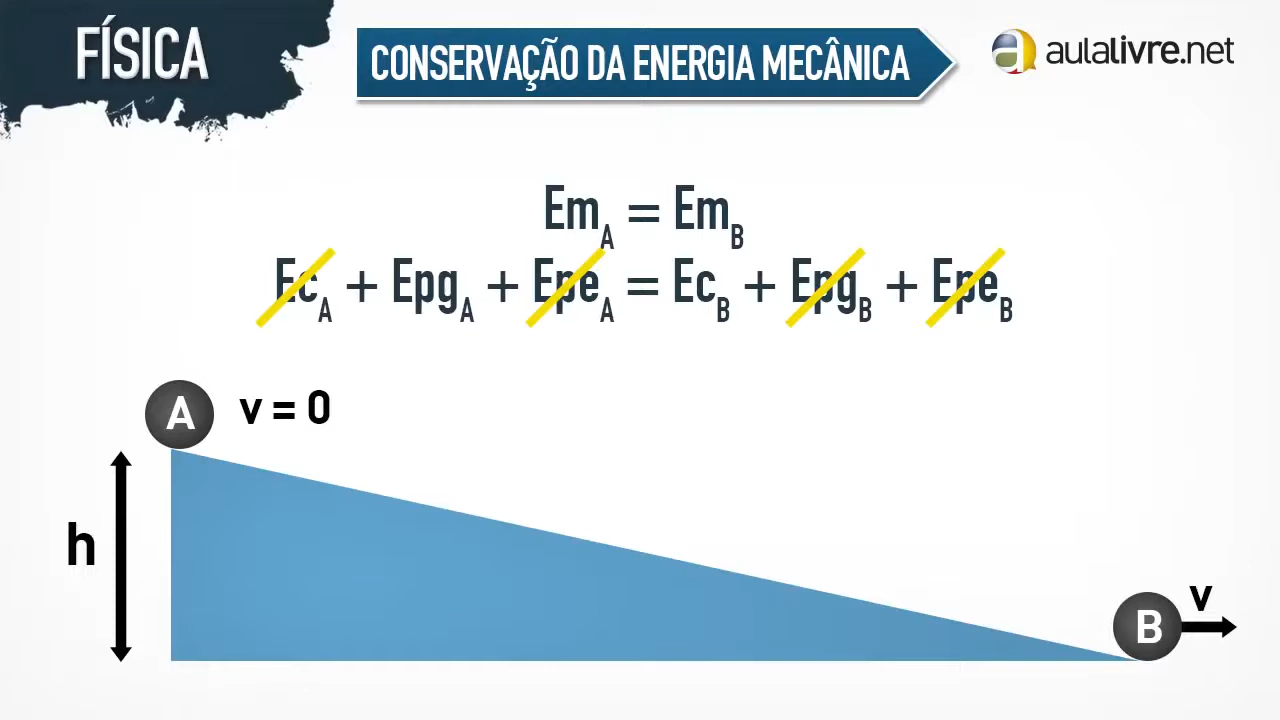 FÍSICA
CONSERVAÇÃO DA ENERGIA MECÂNICA
aulalivre.net
EmA = EmB
EcA + EpgA + EpeA = EcB + EpgB + EpeB
A
v = 0
h
v
B